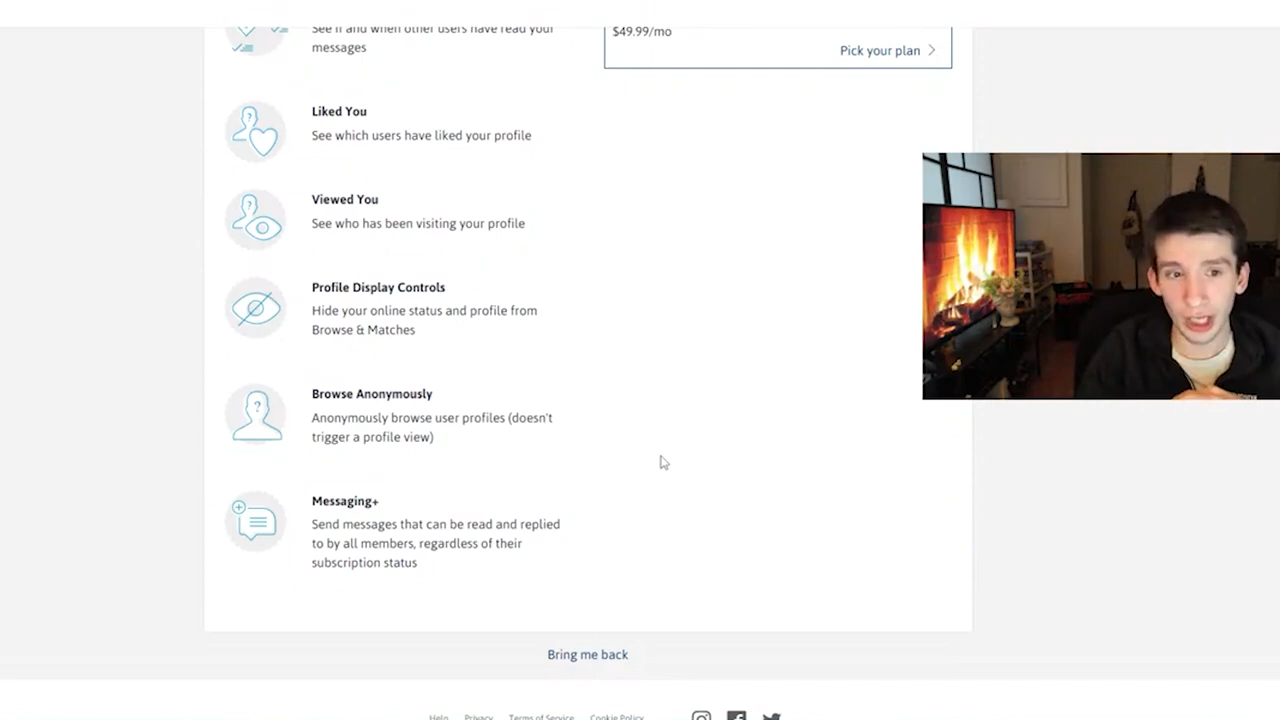 See if and when other users have read your
messages
$49.99/mo
Pick your plan
Liked You
See which users have liked your profile
Viewed You
See who has been visiting your profile
Profile Display Controls
Hide your online status and profile from
Browse & Matches
Browse Anonymously
Anonymously browse user profiles (doesn't
trigger a profile view)
Messaging+
Send messages that can be read and replied
to by all members, regardless of their
subscription status
Bring me back
Help Privacy Terms of Service Cookie Policy